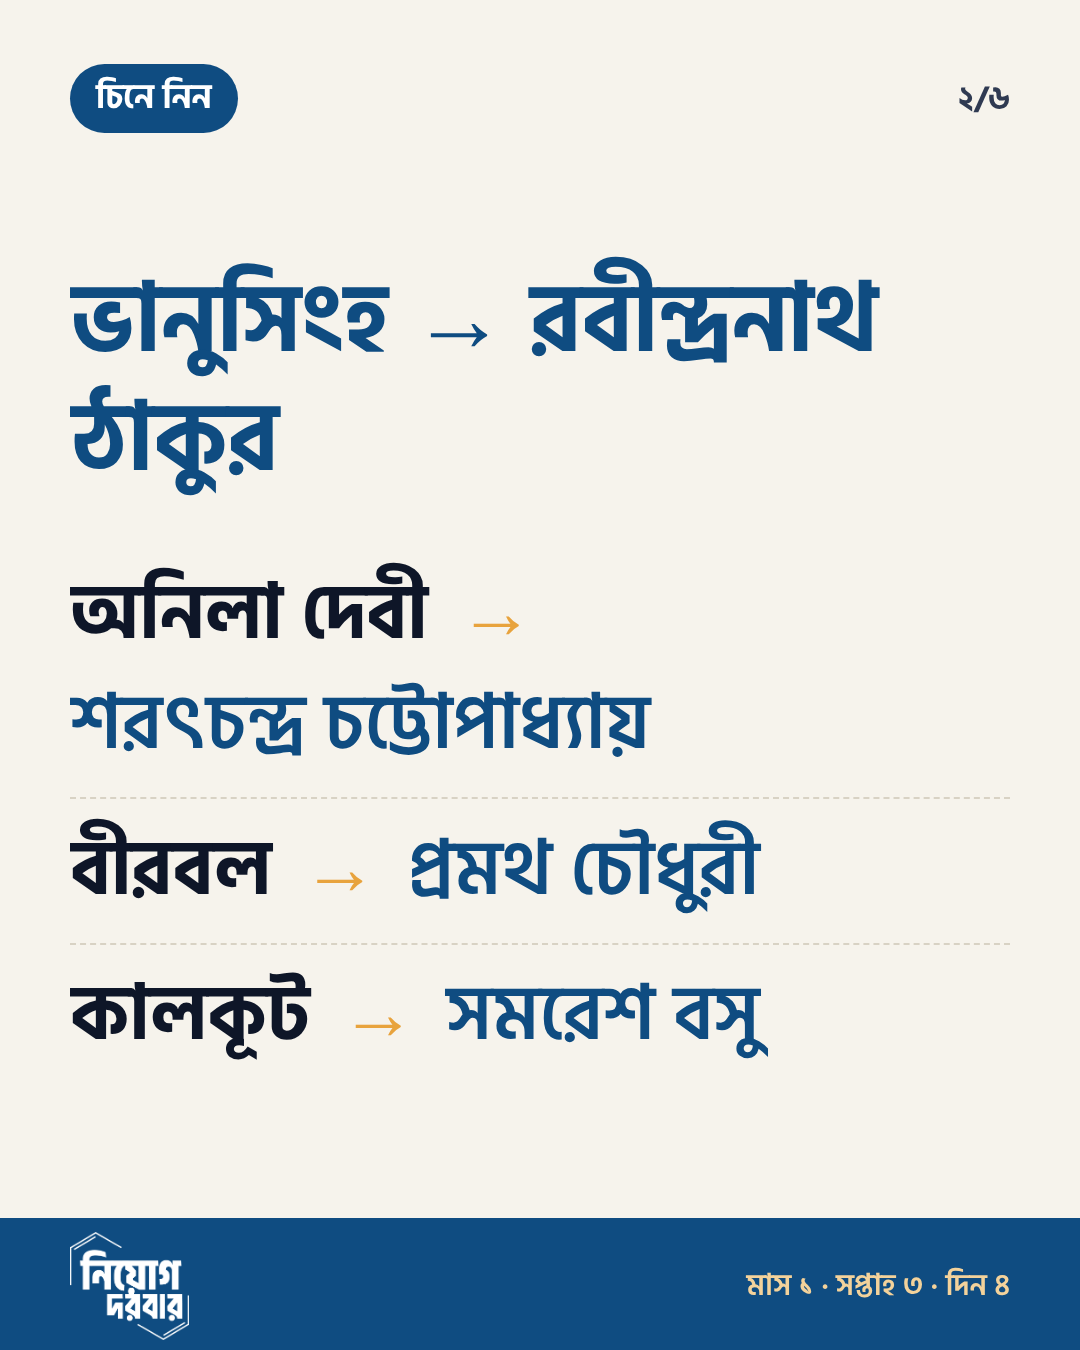 চিনে নিন
২/৬
ভানুসিংহ → রবীন্দ্রনাথ
ঠাকুর
অনিলা দেবী →
শরৎচন্দ্র চট্টোপাধ্যায়
বীরবল → প্রমথ চৌধুরী
কালকূট → সমরেশ বসু
নিয়োগ
দরবার
মাস ১ · সপ্তাহ ৩ · দিন ৪